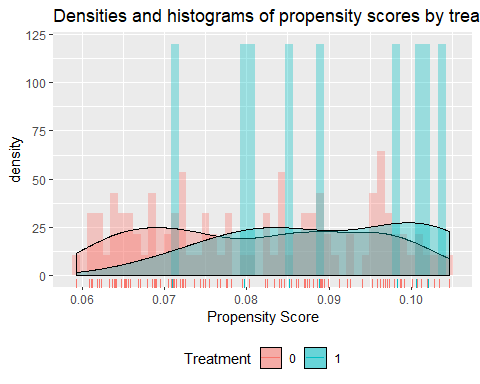 Densities and histograms of propensity scores by trea
125
100
75
50
25
0
density
0.06 0.07 0.08 0.09 0.10
Propensity Score
Treatment 0 1